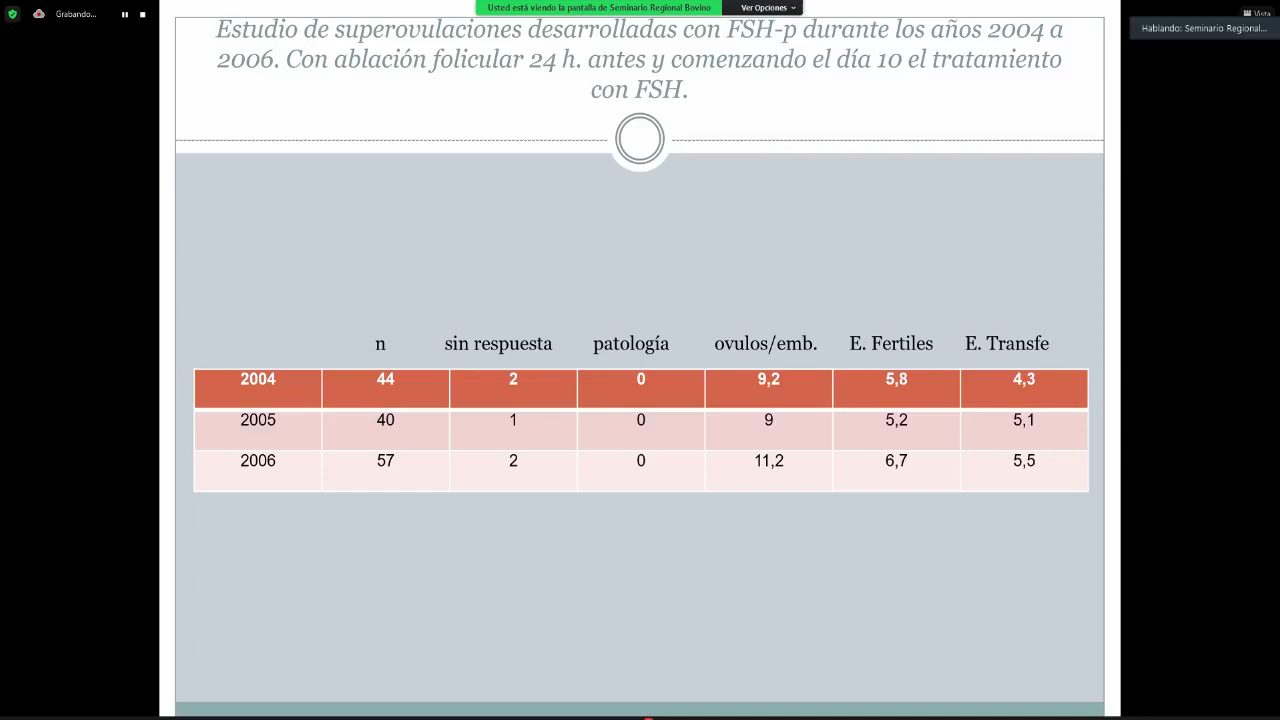 Grabando...
Usted está viendo la pantalla de Seminario Regional Bovino
Ver Opciones
Vista
Hablando: Seminario Regional...
Estudio de superovulaciones desarrolladas con FSH-p durante los años 2004 a
2006. Con ablación folicular 24 h. antes y comenzando el día 10 el tratamiento
con FSH.
n sin respuesta patología ovulos/emb. E. Fertiles E. Transfe
2004 44 2 0 9,2 5,8 4,3
2005 40 1 0 9 5,2 5,1
2006 57 2 0 11,2 6,7 5,5